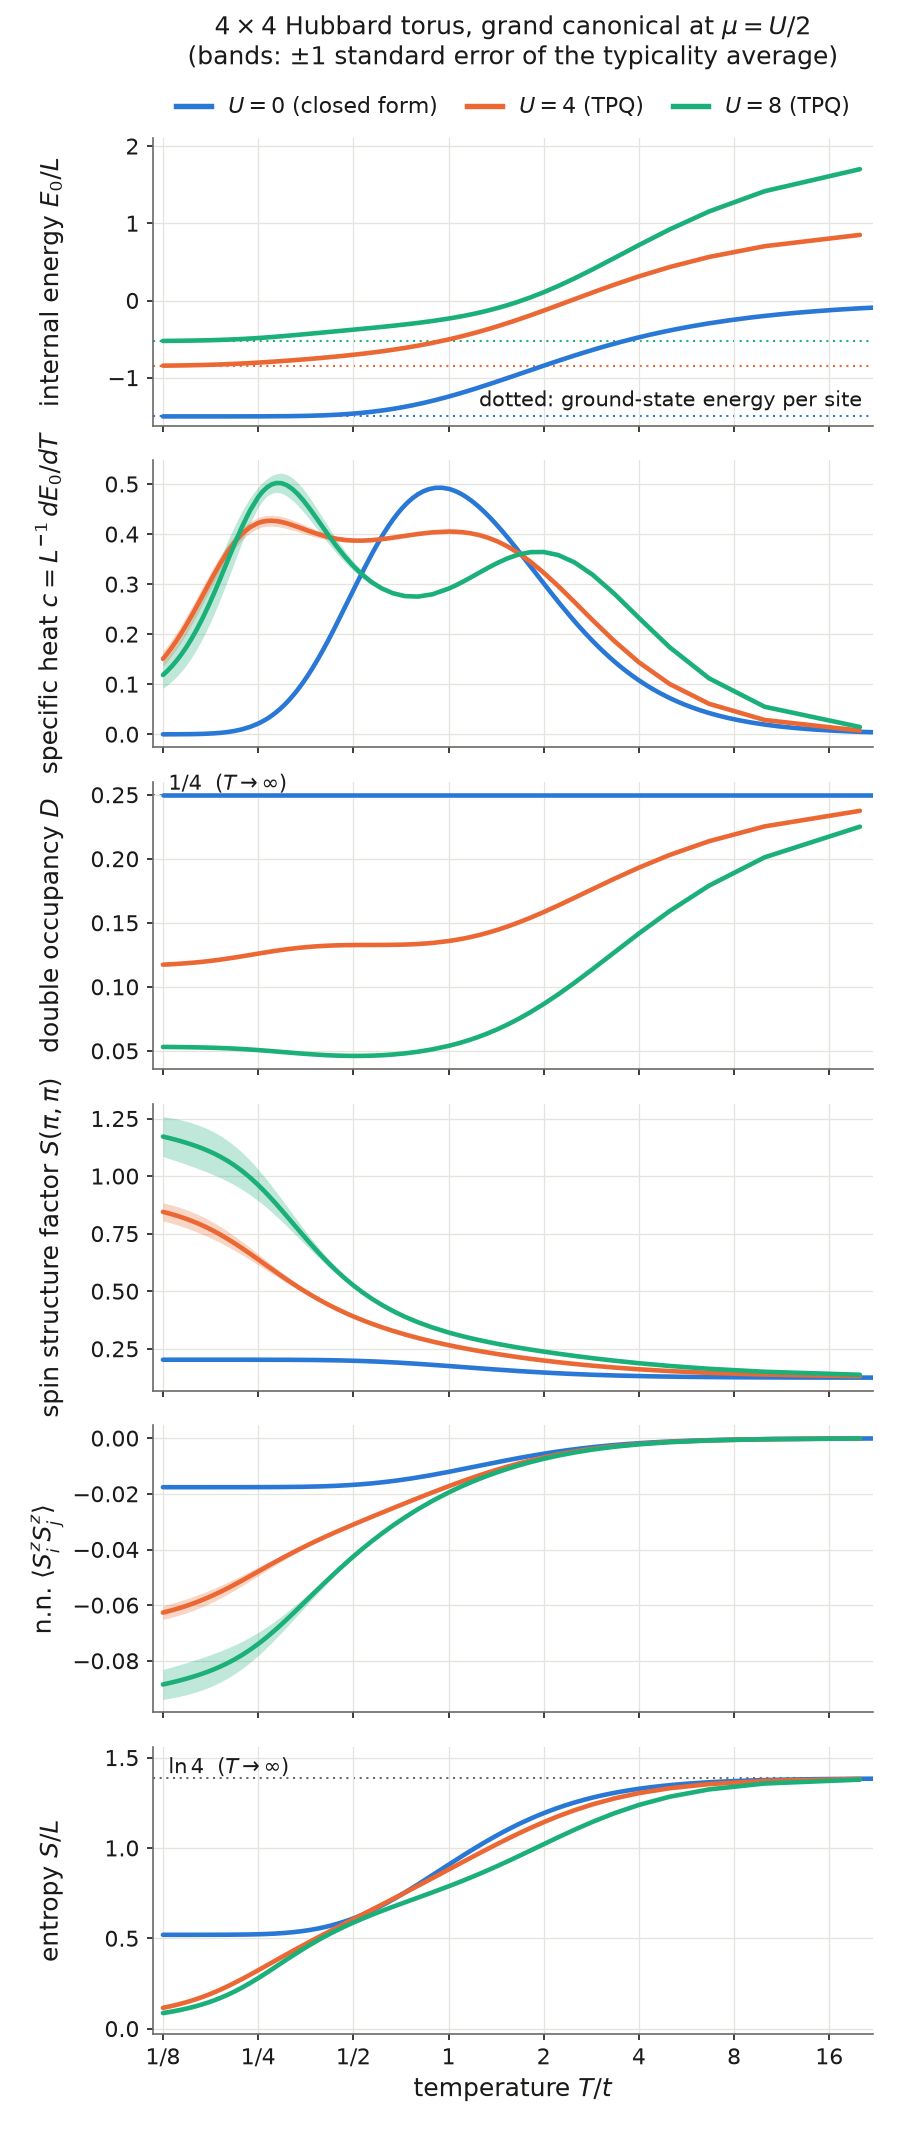 4 × 4 Hubbard torus, grand canonical at μ = U/2
(bands: ±1 standard error of the typicality average)
U = 0 (closed form) U = 4 (TPQ) U = 8 (TPQ)
internal energy E₀/L
2
1
0
−1
dotted: ground-state energy per site
specific heat c = L⁻¹ dE₀/dT
0.5
0.4
0.3
0.2
0.1
0.0
double occupancy D
1/4 (T → ∞)
0.25
0.20
0.15
0.10
0.05
spin structure factor S(π, π)
1.25
1.00
0.75
0.50
0.25
n.n. ⟨SᵢᶻSⱼᶻ⟩
0.00
−0.02
−0.04
−0.06
−0.08
entropy S/L
1.5
ln 4 (T → ∞)
1.0
0.5
0.0
1/8 1/4 1/2 1 2 4 8 16
temperature T/t